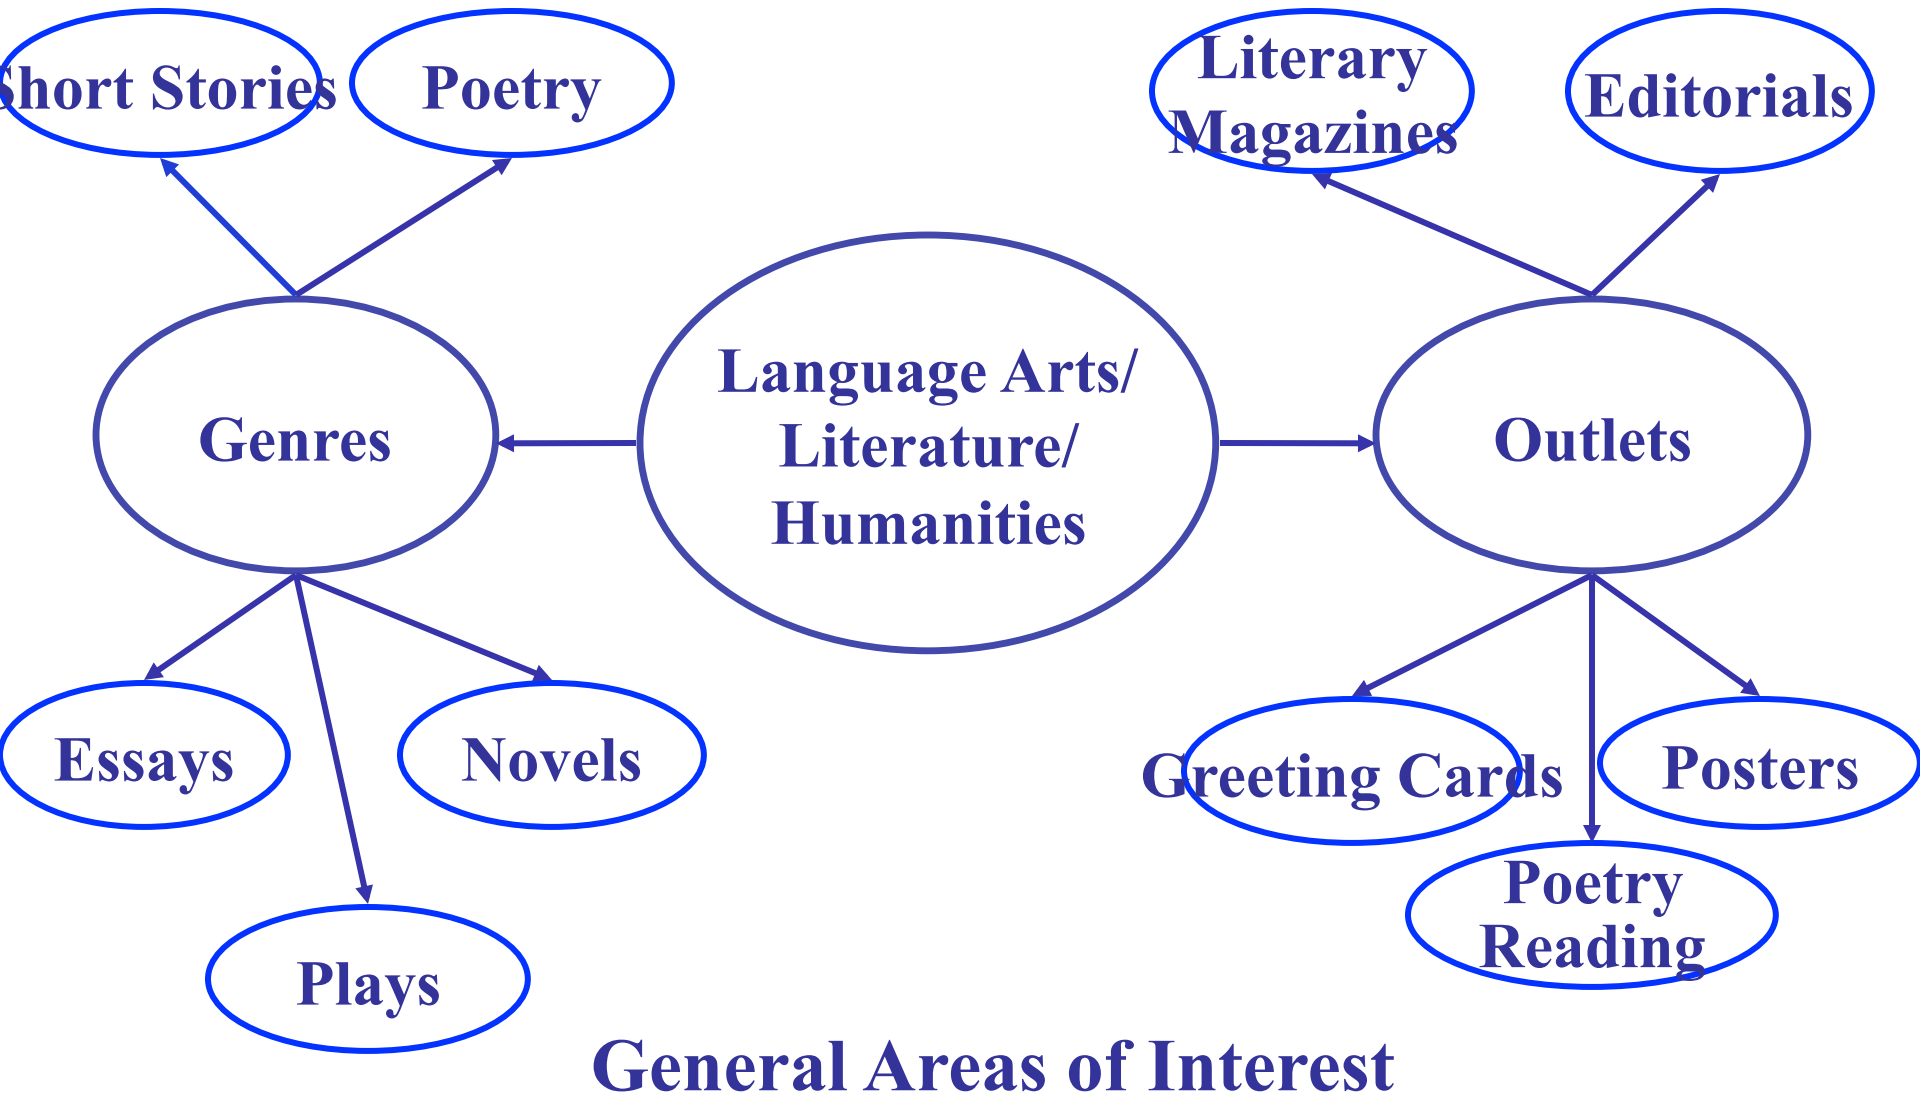 Short Stories
Poetry
Literary
Magazines
Editorials
Genres
Language Arts/
Literature/
Humanities
Outlets
Essays
Novels
Greeting Cards
Posters
Plays
Poetry
Reading
General Areas of Interest